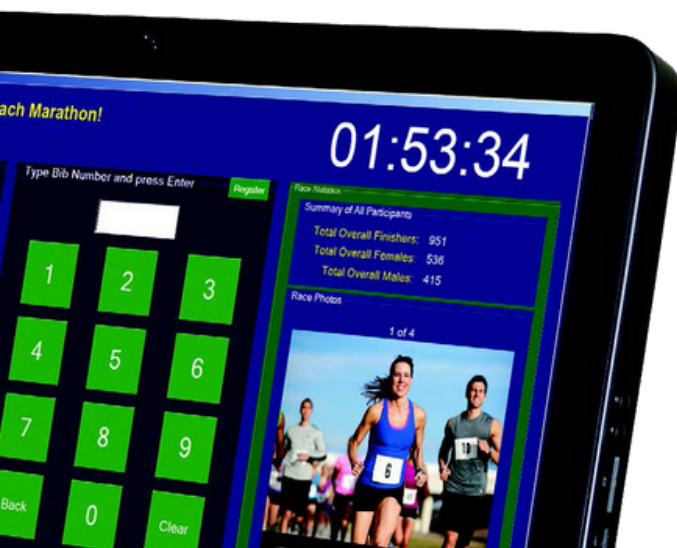 ach Marathon!
01:53:34
Type Bib Number and press Enter
Register
1 2 3
4 5 6
7 8 9
Back 0 Clear
Race Statistics
Summary of All Participants
Total Overall Finishers: 951
Total Overall Females: 536
Total Overall Males: 415
Race Photos
1 of 4
6